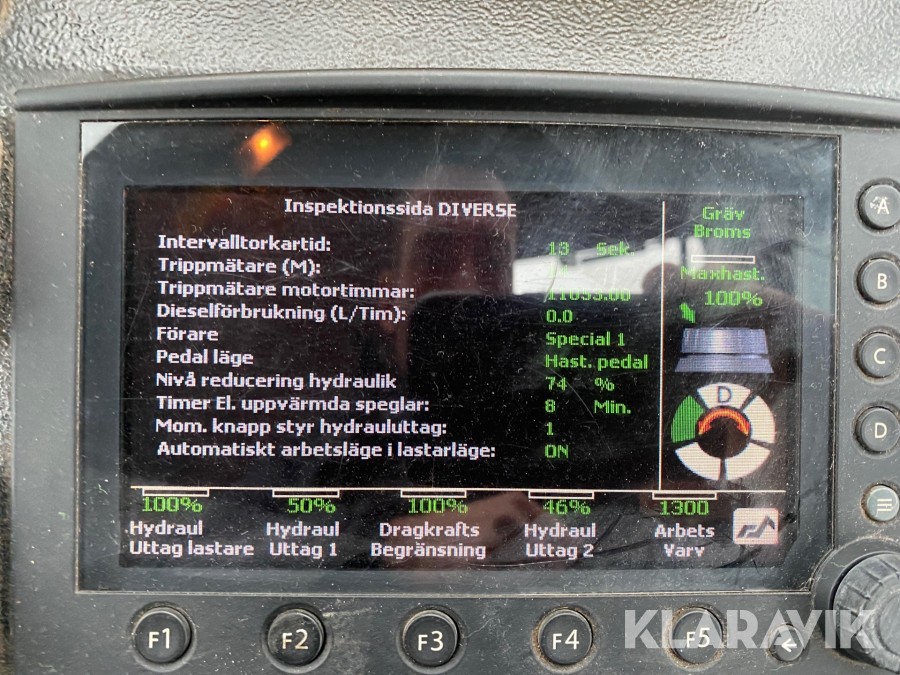 Inspektionssida DIVERSE
Intervalltorkartid: 13 Sek.
Trippmätare (M):
Trippmätare motortimmar:
Dieselförbrukning (L/Tim): 0.0
Förare Special 1
Pedal läge Hast. pedal
Nivå reducering hydraulik 74 %
Timer El. uppvärmda speglar: 8 Min.
Mom. knapp styr hydrauluttag: 1
Automatiskt arbetsläge i lastarläge: ON
Gräv
Broms
Maxhast.
100%
D
100% 50% 100% 46% 1300
Hydraul Hydraul Dragkrafts Hydraul Arbets
Uttag lastare Uttag 1 Begränsning Uttag 2 Varv
A
B
C
D
F1 F2 F3 F4 F5
KLARAVIK